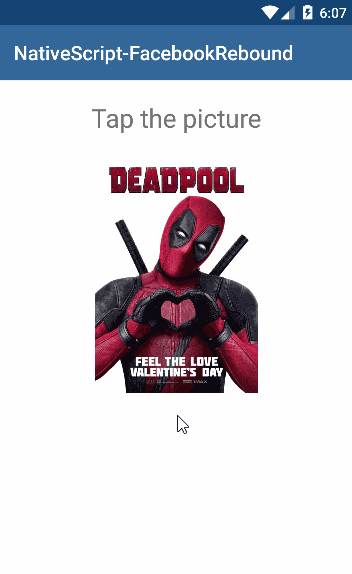 6:07
NativeScript-FacebookRebound
Tap the picture
DEADPOOL
FEEL THE LOVE
VALENTINE'S DAY